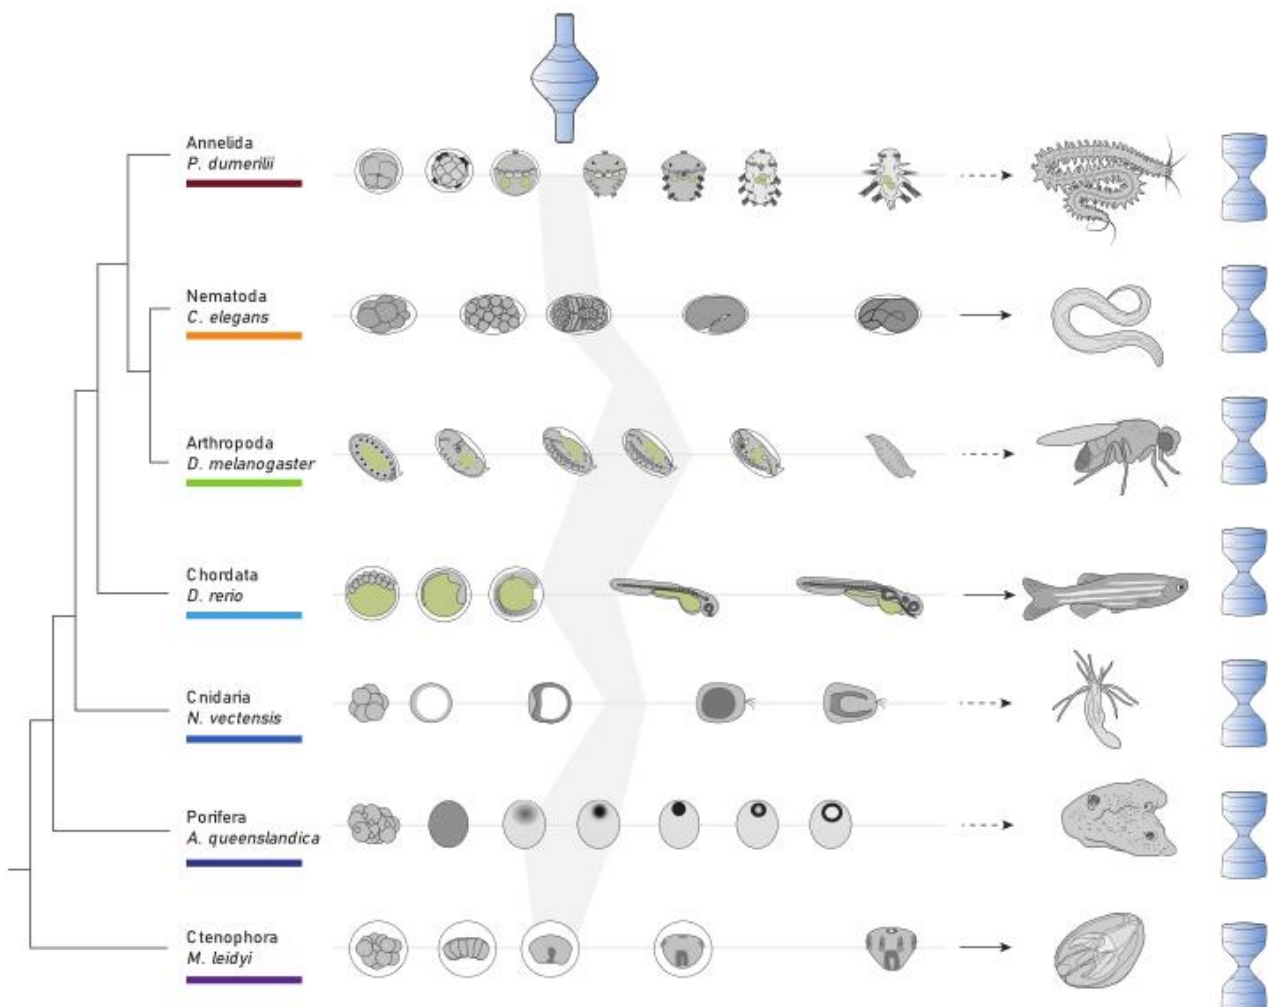 Annelida
P. dumerilii
Nematoda
C. elegans
Arthropoda
D. melanogaster
Chordata
D. rerio
Cnidaria
N. vectensis
Porifera
A. queenslandica
Ctenophora
M. leidyi